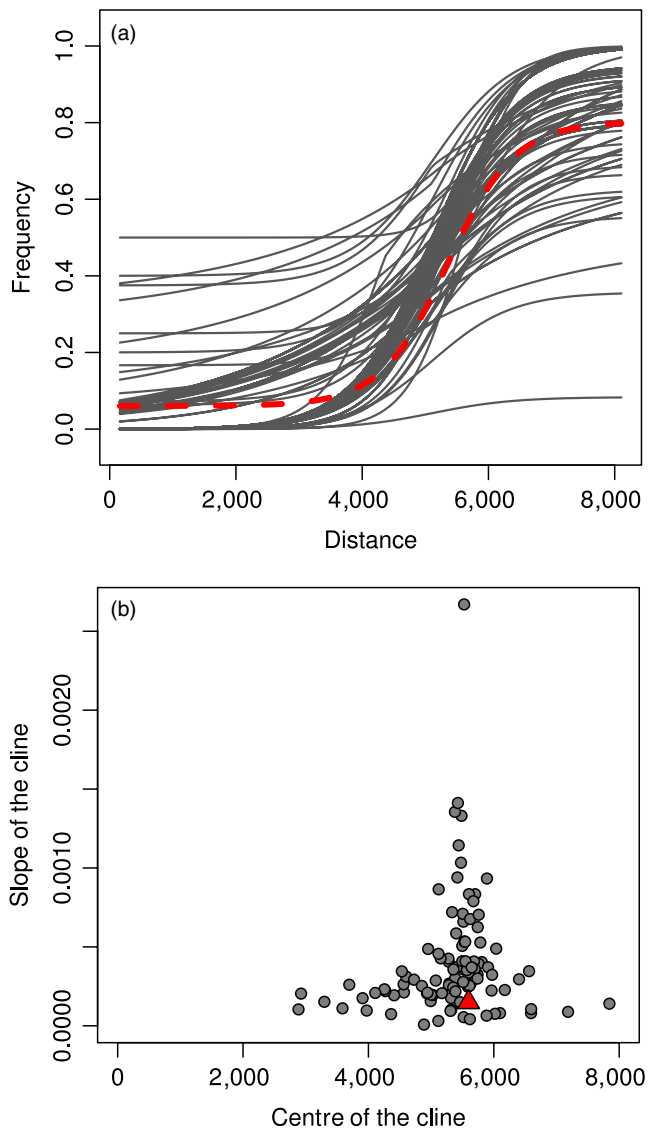 (a)
1.0
0.8
0.6
0.4
0.2
0.0
Frequency
0 2,000 4,000 6,000 8,000
Distance
(b)
0.0020
0.0010
0.0000
Slope of the cline
0 2,000 4,000 6,000 8,000
Centre of the cline